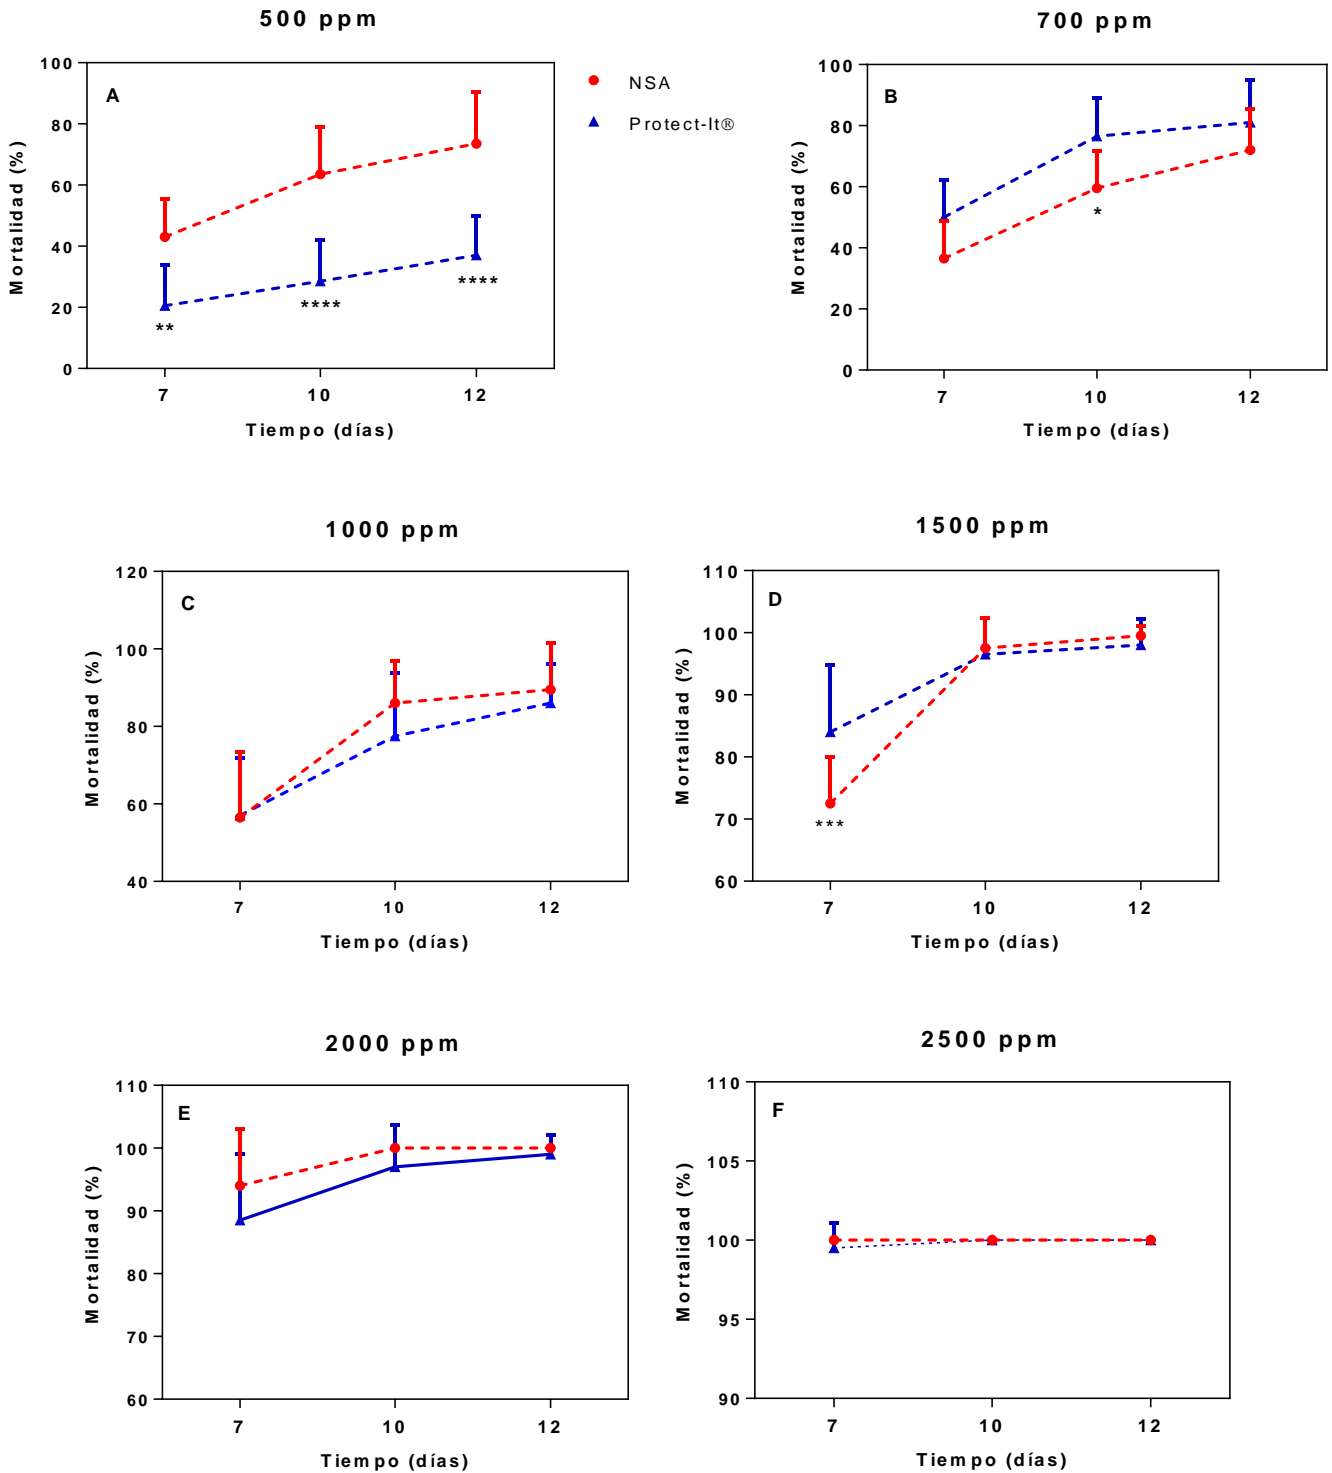 500 ppm
A
100
80
60
40
20
0
Mortalidad (%)
**
****
****
7
10
12
Tiempo (días)
NSA
Protect-It®
700 ppm
B
100
80
60
40
20
0
Mortalidad (%)
*
7
10
12
Tiempo (días)
1000 ppm
C
120
100
80
60
40
Mortalidad (%)
7
10
12
Tiempo (días)
1500 ppm
D
110
100
90
80
70
60
Mortalidad (%)
***
7
10
12
Tiempo (días)
2000 ppm
E
110
100
90
80
70
60
Mortalidad (%)
7
10
12
Tiempo (días)
2500 ppm
F
110
105
100
95
90
Mortalidad (%)
7
10
12
Tiempo (días)